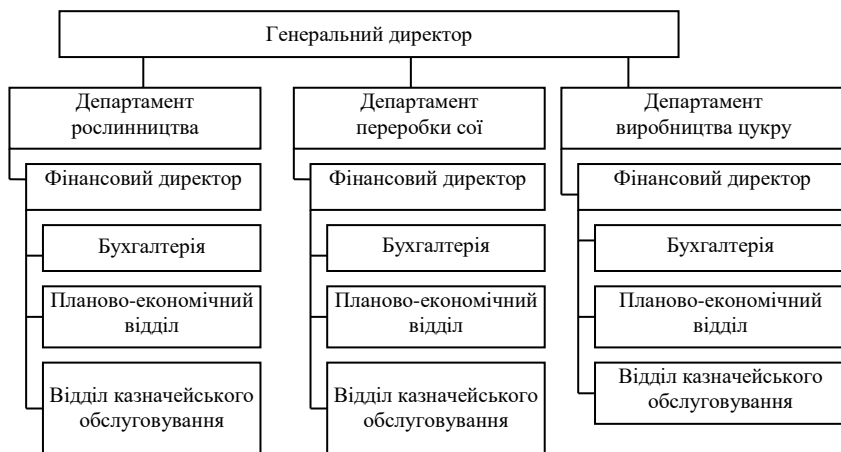 Генеральний директор
Департамент
рослинництва
Фінансовий директор
Бухгалтерія
Планово-економічний
відділ
Відділ казначейського
обслуговування
Департамент
переробки сої
Фінансовий директор
Бухгалтерія
Планово-економічний
відділ
Відділ казначейського
обслуговування
Департамент
виробництва цукру
Фінансовий директор
Бухгалтерія
Планово-економічний
відділ
Відділ казначейського
обслуговування